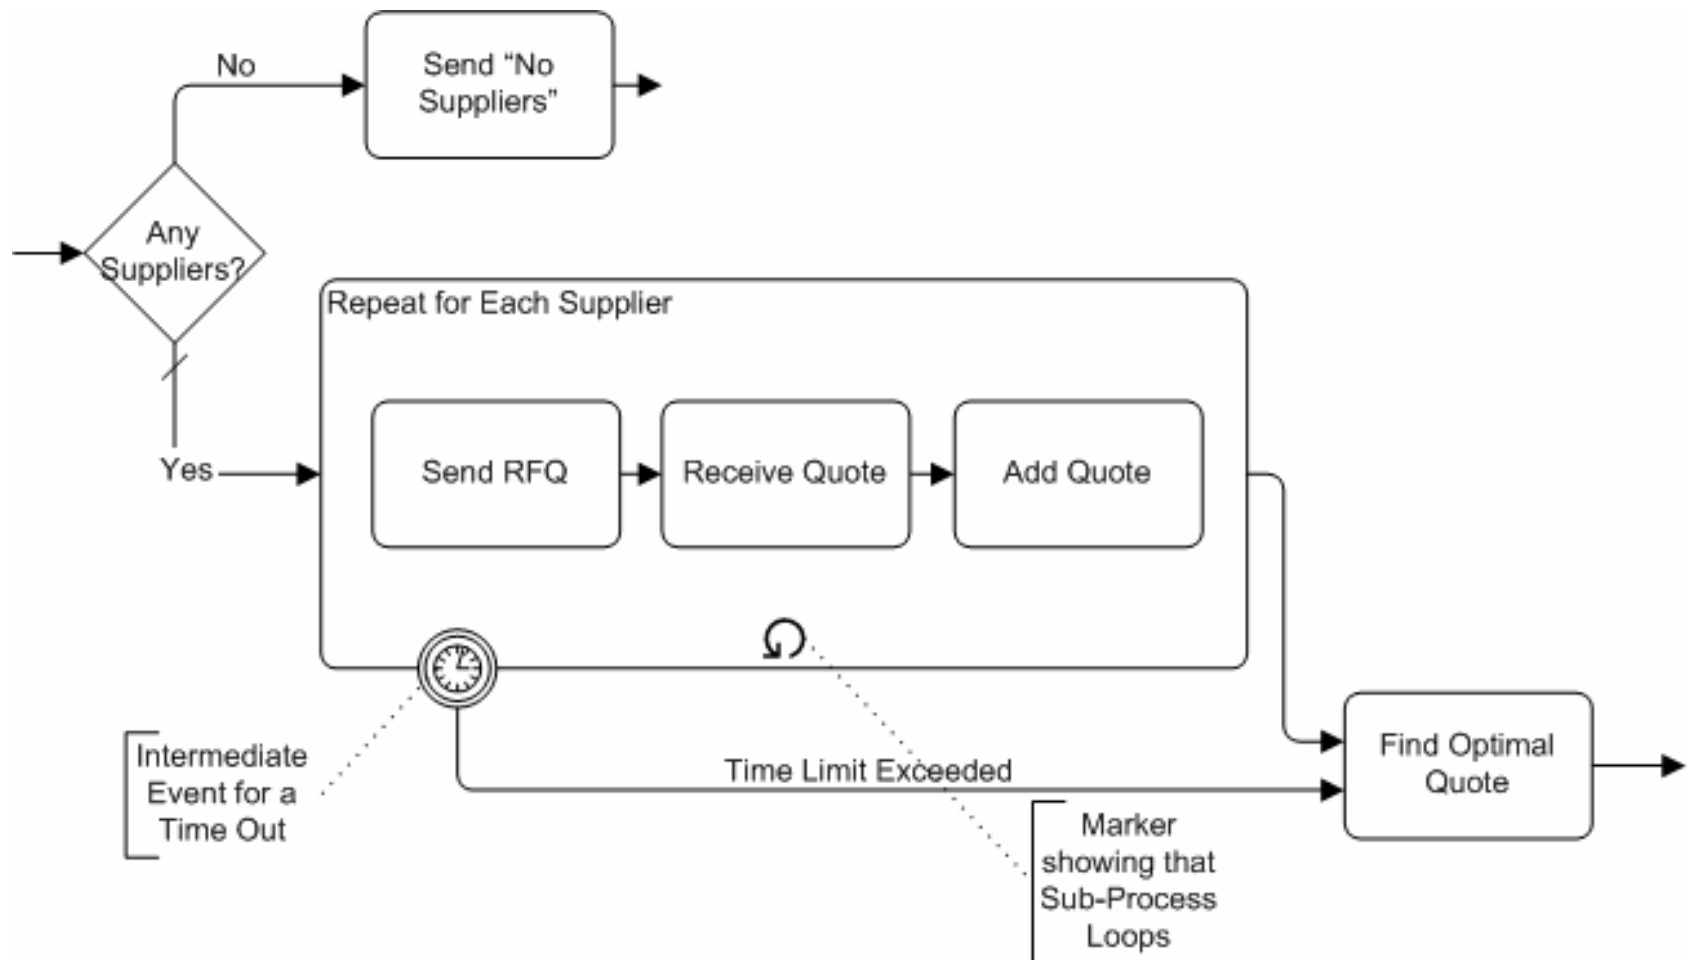 No
Send “No
Suppliers”
Any
Suppliers?
Repeat for Each Supplier
Yes
Send RFQ
Receive Quote
Add Quote
Intermediate
Event for a
Time Out
Time Limit Exceeded
Find Optimal
Quote
Marker
showing that
Sub-Process
Loops